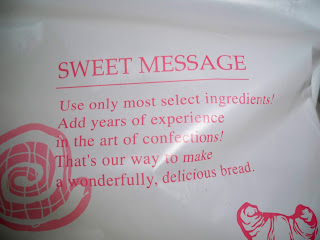 SWEET MESSAGE
Use only most select ingredients!
Add years of experience
in the art of confections!
That's our way to make
a wonderfully, delicious bread.